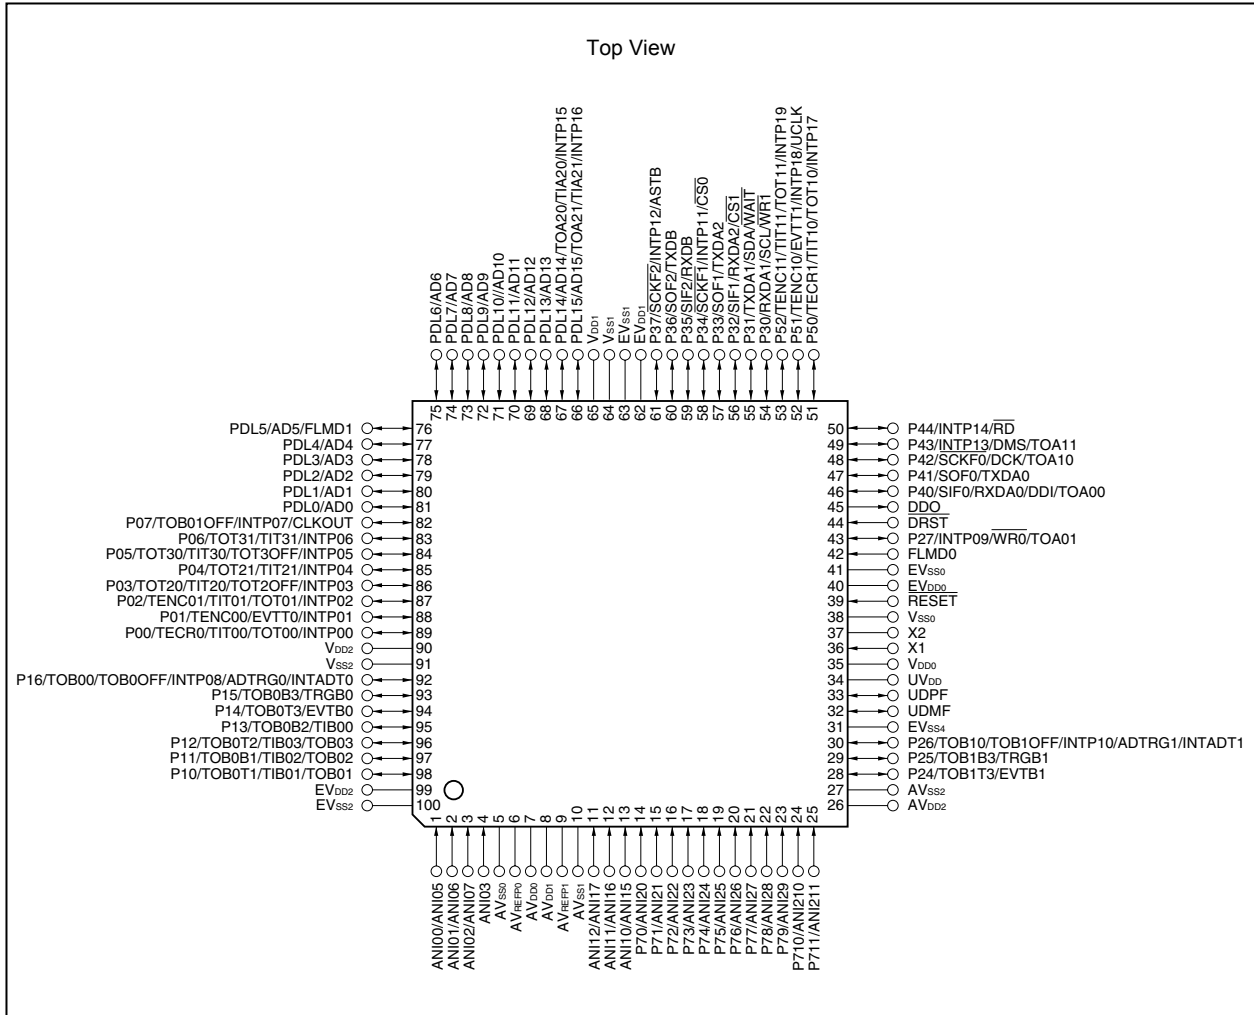 Top View
PDL6/AD6
PDL7/AD7
PDL8/AD8
PDL9/AD9
PDL10//AD10
PDL11/AD11
PDL12/AD12
PDL13/AD13
PDL14/AD14/TOA20/TIA20/INTP15
PDL15/AD15/TOA21/TIA21/INTP16
VDD1
VSS1
EVSS1
EVDD1
P37/SCKF2/INTP12/ASTB
P36/SOF2/TXDB
P35/SIF2/RXDB
P34/SCKF1/INTP11/CS0
P33/SOF1/TXDA2
P32/SIF1/RXDA2/CS1
P31/TXDA1/SDA/WAIT
P30/RXDA1/SCL/WR1
P52/TENC11/TIT11/TOT11/INTP19
P51/TENC10/EVTT1/INTP18/UCLK
P50/TECR1/TIT10/TOT10/INTP17
75 74 73 72 71 70 69 68 67 66 65 64 63 62 61 60 59 58 57 56 55 54 53 52 51
PDL5/AD5/FLMD1 76
PDL4/AD4 77
PDL3/AD3 78
PDL2/AD2 79
PDL1/AD1 80
PDL0/AD0 81
P07/TOB01OFF/INTP07/CLKOUT 82
P06/TOT31/TIT31/INTP06 83
P05/TOT30/TIT30/TOT3OFF/INTP05 84
P04/TOT21/TIT21/INTP04 85
P03/TOT20/TIT20/TOT2OFF/INTP03 86
P02/TENC01/TIT01/TOT01/INTP02 87
P01/TENC00/EVTT0/INTP01 88
P00/TECR0/TIT00/TOT00/INTP00 89
VDD2 90
VSS2 91
P16/TOB00/TOB0OFF/INTP08/ADTRG0/INTADT0 92
P15/TOB0B3/TRGB0 93
P14/TOB0T3/EVTB0 94
P13/TOB0B2/TIB00 95
P12/TOB0T2/TIB03/TOB03 96
P11/TOB0B1/TIB02/TOB02 97
P10/TOB0T1/TIB01/TOB01 98
EVDD2 99
EVSS2 100
50 P44/INTP14/RD
49 P43/INTP13/DMS/TOA11
48 P42/SCKF0/DCK/TOA10
47 P41/SOF0/TXDA0
46 P40/SIF0/RXDA0/DDI/TOA00
45 DDO
44 DRST
43 P27/INTP09/WR0/TOA01
42 FLMD0
41 EVSS0
40 EVDD0
39 RESET
38 VSS0
37 X2
36 X1
35 VDD0
34 UVDD
33 UDPF
32 UDMF
31 EVSS4
30 P26/TOB10/TOB1OFF/INTP10/ADTRG1/INTADT1
29 P25/TOB1B3/TRGB1
28 P24/TOB1T3/EVTB1
27 AVSS2
26 AVDD2
1 2 3 4 5 6 7 8 9 10 11 12 13 14 15 16 17 18 19 20 21 22 23 24 25
ANI00/ANI05
ANI01/ANI06
ANI02/ANI07
ANI03
AVSS0
AVREFP0
AVDD0
AVDD1
AVREFP1
AVSS1
ANI12/ANI17
ANI11/ANI16
ANI10/ANI15
P70/ANI20
P71/ANI21
P72/ANI22
P73/ANI23
P74/ANI24
P75/ANI25
P76/ANI26
P77/ANI27
P78/ANI28
P79/ANI29
P710/ANI210
P711/ANI211